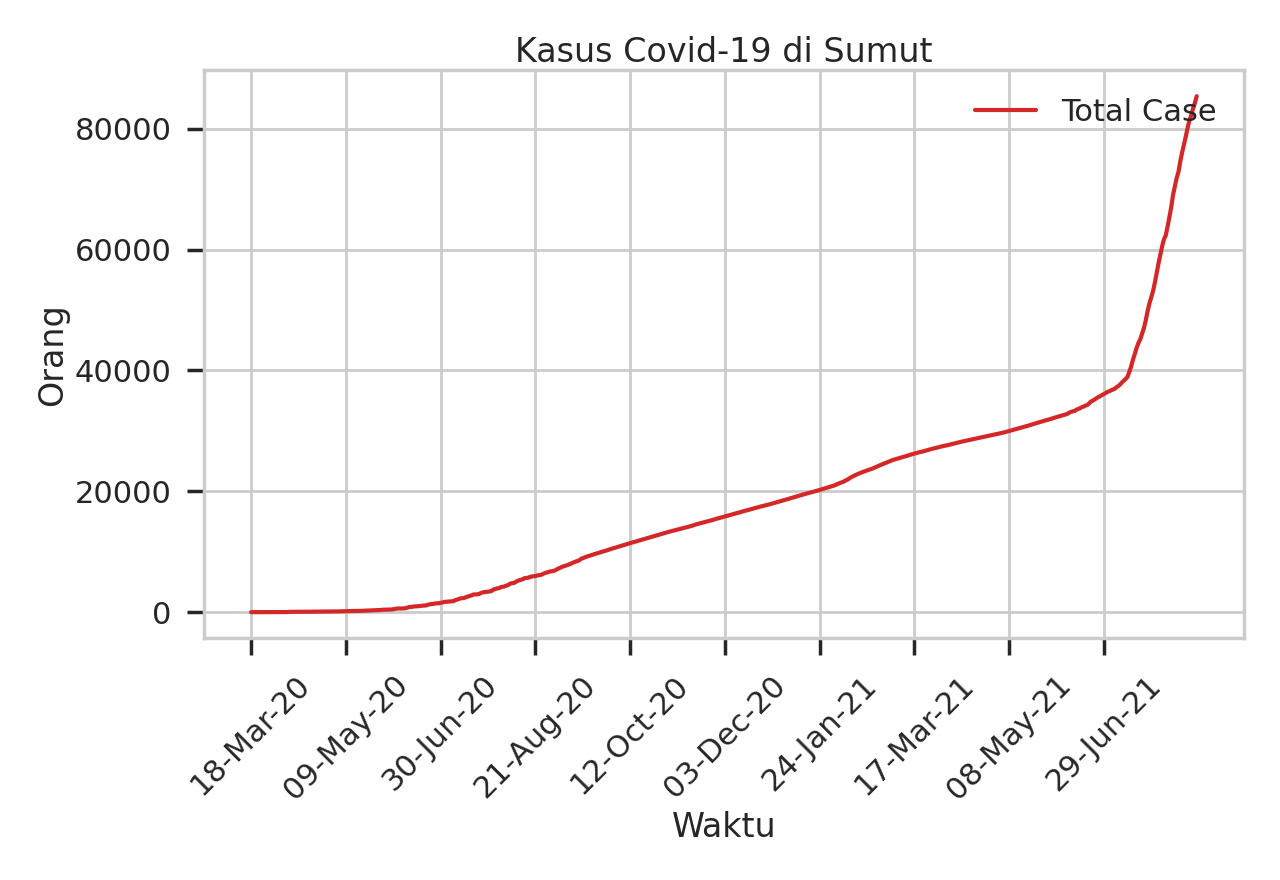 Kasus Covid-19 di Sumut
Total Case
80000
60000
40000
20000
0
Orang
18-Mar-20
09-May-20
30-Jun-20
21-Aug-20
12-Oct-20
03-Dec-20
24-Jan-21
17-Mar-21
08-May-21
29-Jun-21
Waktu